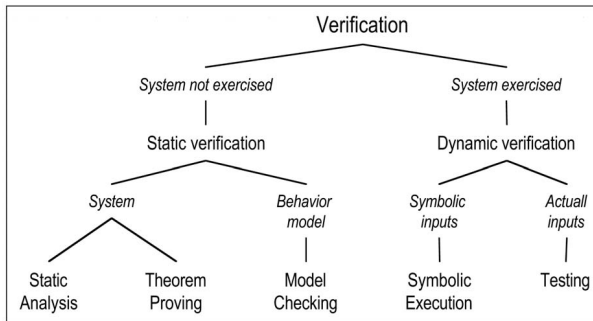 Verification
System not exercised
System exercised
Static verification
Dynamic verification
System
Behavior
model
Symbolic
inputs
Actuall
inputs
Static
Analysis
Theorem
Proving
Model
Checking
Symbolic
Execution
Testing